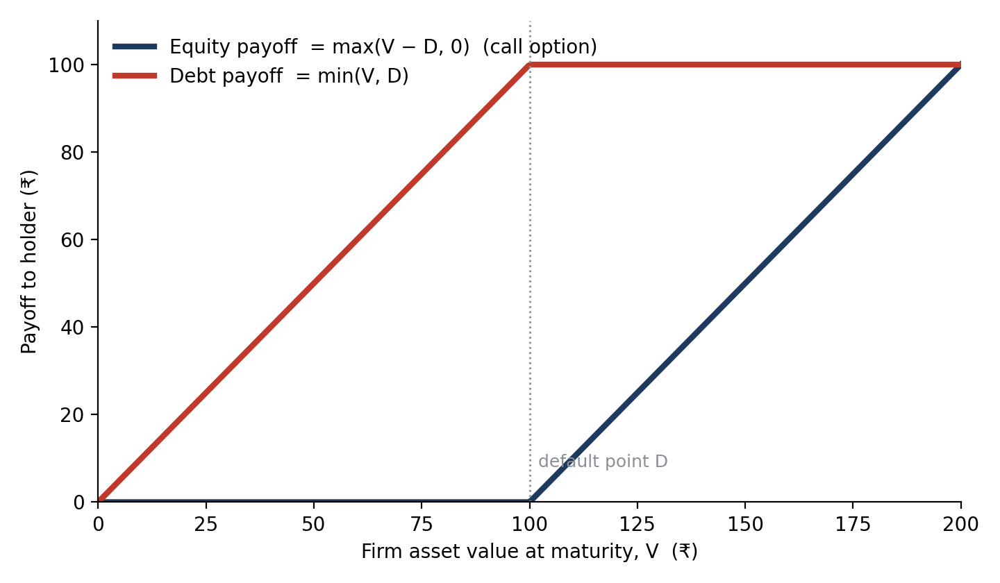 Equity payoff  = max(V − D, 0)  (call option)
Debt payoff  = min(V, D)
100
80
60
40
20
0
Payoff to holder (₹)
default point D
0 25 50 75 100 125 150 175 200
Firm asset value at maturity, V  (₹)